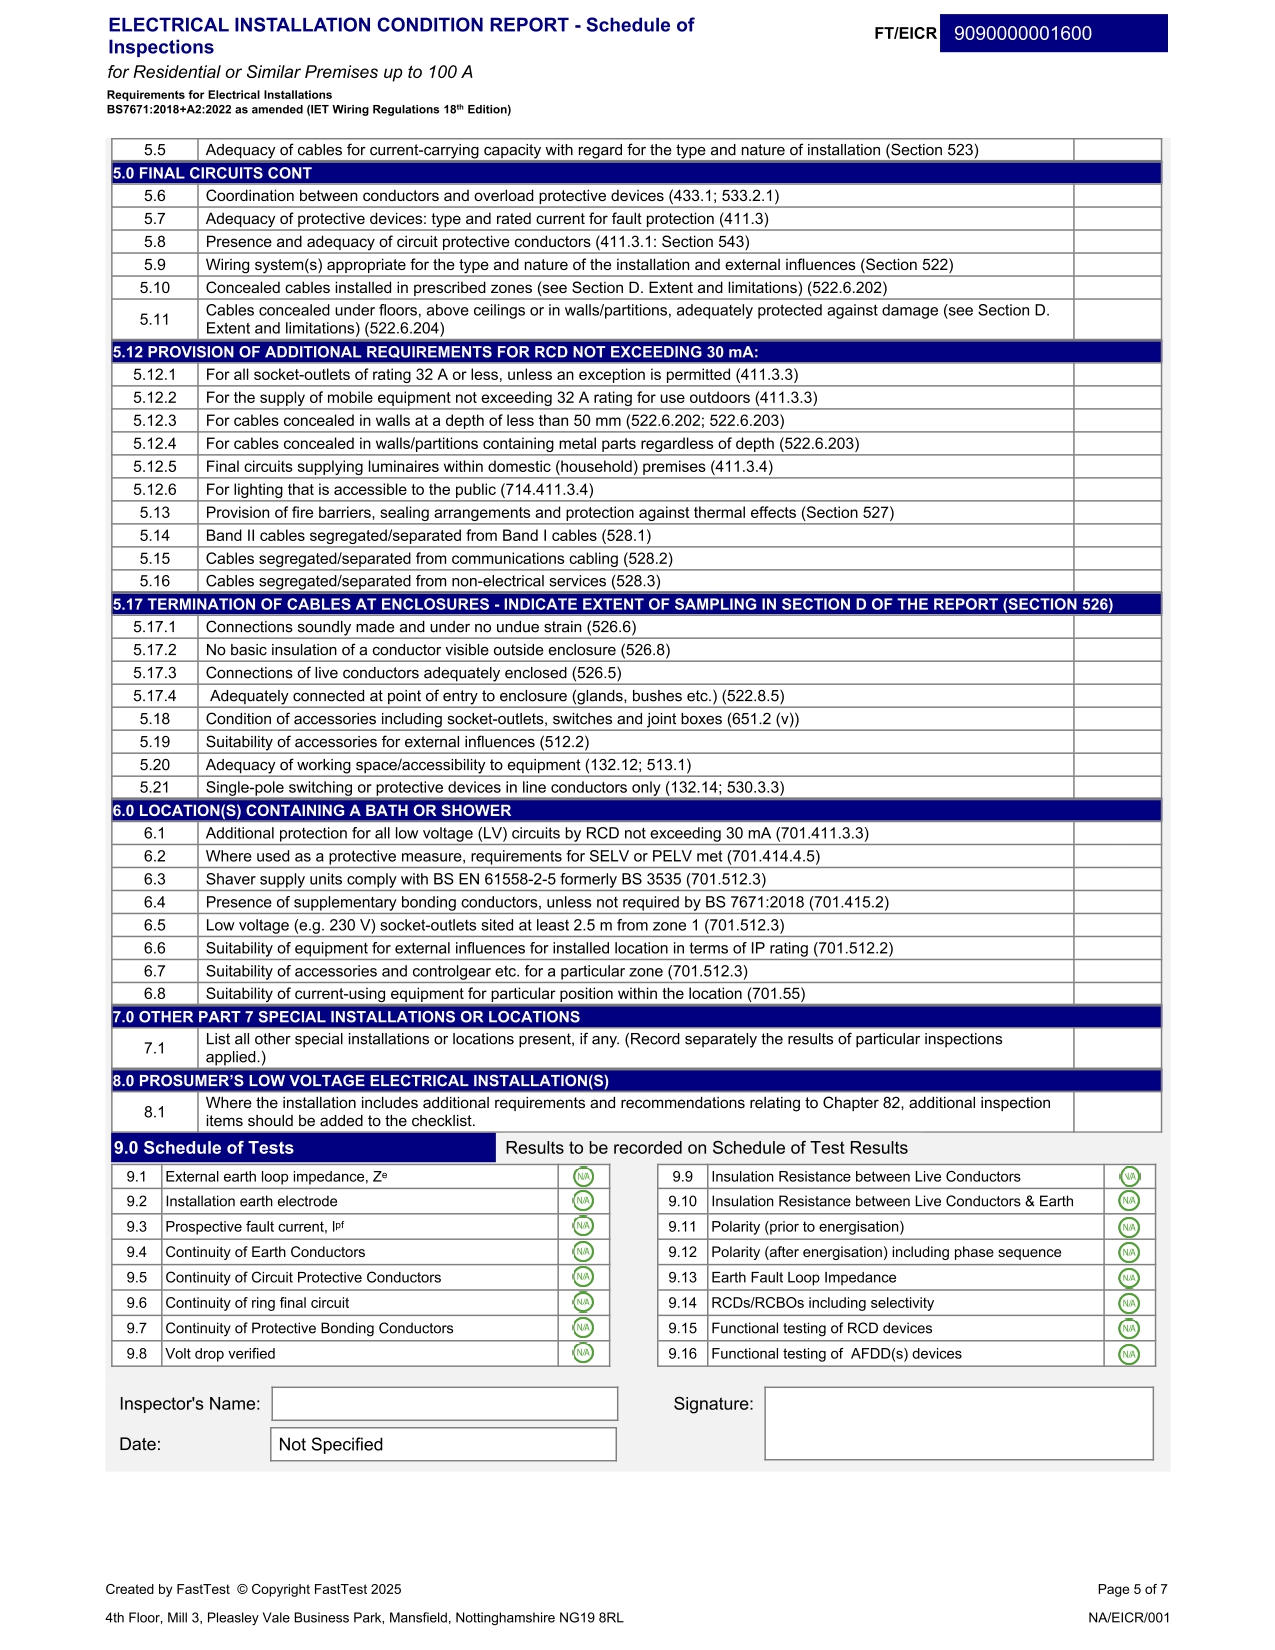 ELECTRICAL INSTALLATION CONDITION REPORT - Schedule of
Inspections
FT/EICR 9090000001600
for Residential or Similar Premises up to 100 A
Requirements for Electrical Installations
BS7671:2018+A2:2022 as amended (IET Wiring Regulations 18th Edition)
5.5 Adequacy of cables for current-carrying capacity with regard for the type and nature of installation (Section 523)
5.0 FINAL CIRCUITS CONT
5.6 Coordination between conductors and overload protective devices (433.1; 533.2.1)
5.7 Adequacy of protective devices: type and rated current for fault protection (411.3)
5.8 Presence and adequacy of circuit protective conductors (411.3.1: Section 543)
5.9 Wiring system(s) appropriate for the type and nature of the installation and external influences (Section 522)
5.10 Concealed cables installed in prescribed zones (see Section D. Extent and limitations) (522.6.202)
5.11 Cables concealed under floors, above ceilings or in walls/partitions, adequately protected against damage (see Section D.
Extent and limitations) (522.6.204)
5.12 PROVISION OF ADDITIONAL REQUIREMENTS FOR RCD NOT EXCEEDING 30 mA:
5.12.1 For all socket-outlets of rating 32 A or less, unless an exception is permitted (411.3.3)
5.12.2 For the supply of mobile equipment not exceeding 32 A rating for use outdoors (411.3.3)
5.12.3 For cables concealed in walls at a depth of less than 50 mm (522.6.202; 522.6.203)
5.12.4 For cables concealed in walls/partitions containing metal parts regardless of depth (522.6.203)
5.12.5 Final circuits supplying luminaires within domestic (household) premises (411.3.4)
5.12.6 For lighting that is accessible to the public (714.411.3.4)
5.13 Provision of fire barriers, sealing arrangements and protection against thermal effects (Section 527)
5.14 Band II cables segregated/separated from Band I cables (528.1)
5.15 Cables segregated/separated from communications cabling (528.2)
5.16 Cables segregated/separated from non-electrical services (528.3)
5.17 TERMINATION OF CABLES AT ENCLOSURES - INDICATE EXTENT OF SAMPLING IN SECTION D OF THE REPORT (SECTION 526)
5.17.1 Connections soundly made and under no undue strain (526.6)
5.17.2 No basic insulation of a conductor visible outside enclosure (526.8)
5.17.3 Connections of live conductors adequately enclosed (526.5)
5.17.4 Adequately connected at point of entry to enclosure (glands, bushes etc.) (522.8.5)
5.18 Condition of accessories including socket-outlets, switches and joint boxes (651.2 (v))
5.19 Suitability of accessories for external influences (512.2)
5.20 Adequacy of working space/accessibility to equipment (132.12; 513.1)
5.21 Single-pole switching or protective devices in line conductors only (132.14; 530.3.3)
6.0 LOCATION(S) CONTAINING A BATH OR SHOWER
6.1 Additional protection for all low voltage (LV) circuits by RCD not exceeding 30 mA (701.411.3.3)
6.2 Where used as a protective measure, requirements for SELV or PELV met (701.414.4.5)
6.3 Shaver supply units comply with BS EN 61558-2-5 formerly BS 3535 (701.512.3)
6.4 Presence of supplementary bonding conductors, unless not required by BS 7671:2018 (701.415.2)
6.5 Low voltage (e.g. 230 V) socket-outlets sited at least 2.5 m from zone 1 (701.512.3)
6.6 Suitability of equipment for external influences for installed location in terms of IP rating (701.512.2)
6.7 Suitability of accessories and controlgear etc. for a particular zone (701.512.3)
6.8 Suitability of current-using equipment for particular position within the location (701.55)
7.0 OTHER PART 7 SPECIAL INSTALLATIONS OR LOCATIONS
7.1 List all other special installations or locations present, if any. (Record separately the results of particular inspections
applied.)
8.0 PROSUMER'S LOW VOLTAGE ELECTRICAL INSTALLATION(S)
8.1 Where the installation includes additional requirements and recommendations relating to Chapter 82, additional inspection
items should be added to the checklist.
9.0 Schedule of Tests Results to be recorded on Schedule of Test Results
9.1 External earth loop impedance, Ze N/A 9.9 Insulation Resistance between Live Conductors N/A
9.2 Installation earth electrode N/A 9.10 Insulation Resistance between Live Conductors & Earth N/A
9.3 Prospective fault current, Ipf N/A 9.11 Polarity (prior to energisation) N/A
9.4 Continuity of Earth Conductors N/A 9.12 Polarity (after energisation) including phase sequence N/A
9.5 Continuity of Circuit Protective Conductors N/A 9.13 Earth Fault Loop Impedance N/A
9.6 Continuity of ring final circuit N/A 9.14 RCDs/RCBOs including selectivity N/A
9.7 Continuity of Protective Bonding Conductors N/A 9.15 Functional testing of RCD devices N/A
9.8 Volt drop verified N/A 9.16 Functional testing of AFDD(s) devices N/A
Inspector's Name: Signature:
Date: Not Specified
Created by FastTest © Copyright FastTest 2025 Page 5 of 7
4th Floor, Mill 3, Pleasley Vale Business Park, Mansfield, Nottinghamshire NG19 8RL NA/EICR/001